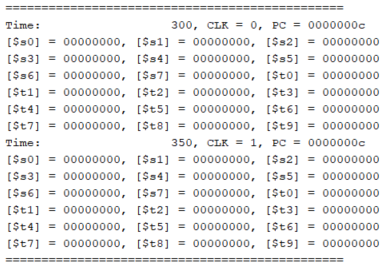 ===============================================
Time: 300, CLK = 0, PC = 0000000c
[$s0] = 00000000, [$s1] = 00000000, [$s2] = 00000000
[$s3] = 00000000, [$s4] = 00000000, [$s5] = 00000000
[$s6] = 00000000, [$s7] = 00000000, [$t0] = 00000000
[$t1] = 00000000, [$t2] = 00000000, [$t3] = 00000000
[$t4] = 00000000, [$t5] = 00000000, [$t6] = 00000000
[$t7] = 00000000, [$t8] = 00000000, [$t9] = 00000000
Time: 350, CLK = 1, PC = 0000000c
[$s0] = 00000000, [$s1] = 00000000, [$s2] = 00000000
[$s3] = 00000000, [$s4] = 00000000, [$s5] = 00000000
[$s6] = 00000000, [$s7] = 00000000, [$t0] = 00000000
[$t1] = 00000000, [$t2] = 00000000, [$t3] = 00000000
[$t4] = 00000000, [$t5] = 00000000, [$t6] = 00000000
[$t7] = 00000000, [$t8] = 00000000, [$t9] = 00000000
===============================================